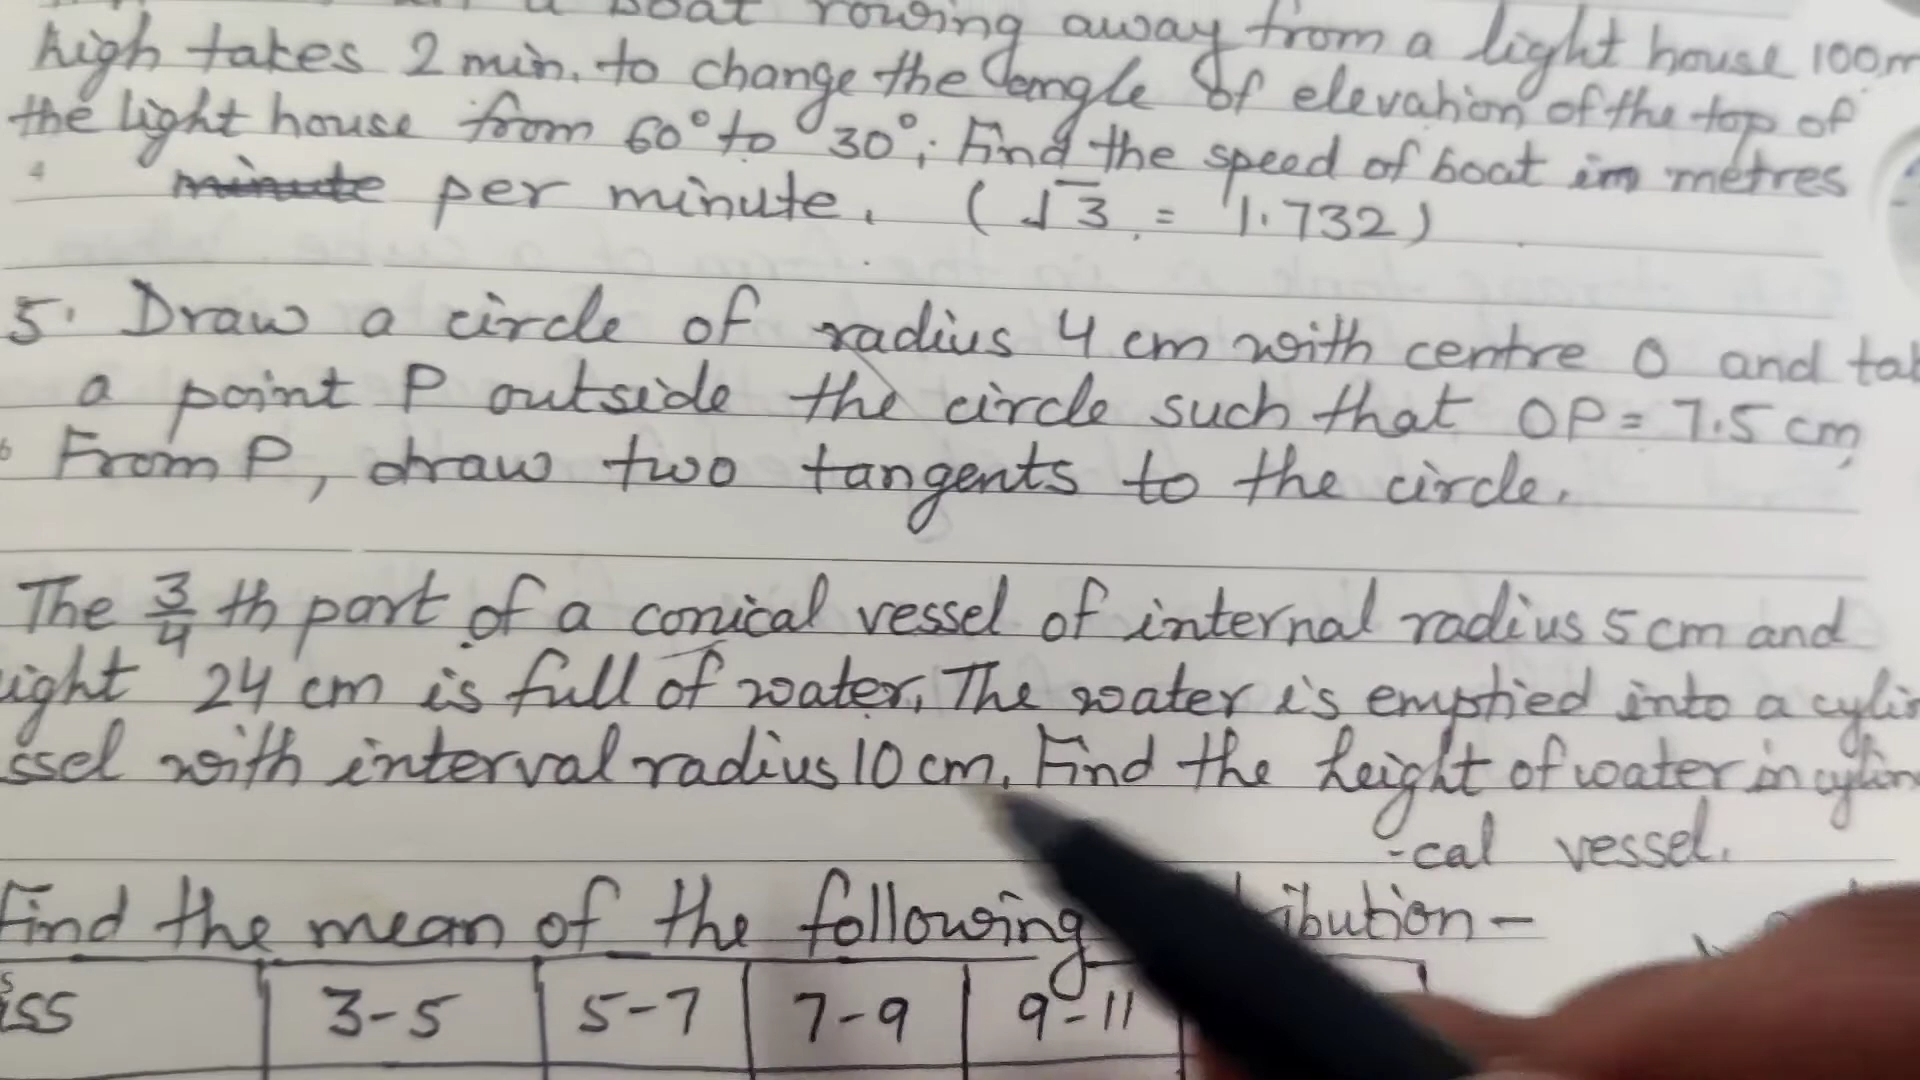 a boat rowing away from a light house 100m
high takes 2 min. to change the angle of elevation of the top of
the light house from 60° to 30°. Find the speed of boat in metres
minute per minute. (√3 = 1.732)
5. Draw a circle of radius 4 cm with centre O and tak
a point P outside the circle such that OP = 7.5 cm
From P, draw two tangents to the circle.
The 3/4 th part of a conical vessel of internal radius 5 cm and
ight 24 cm is full of water. The water is emptied into a cylin
ssel with interval radius 10 cm. Find the height of water in cylin
-cal vessel.
Find the mean of the following ribution -
ss 3-5 5-7 7-9 9-11